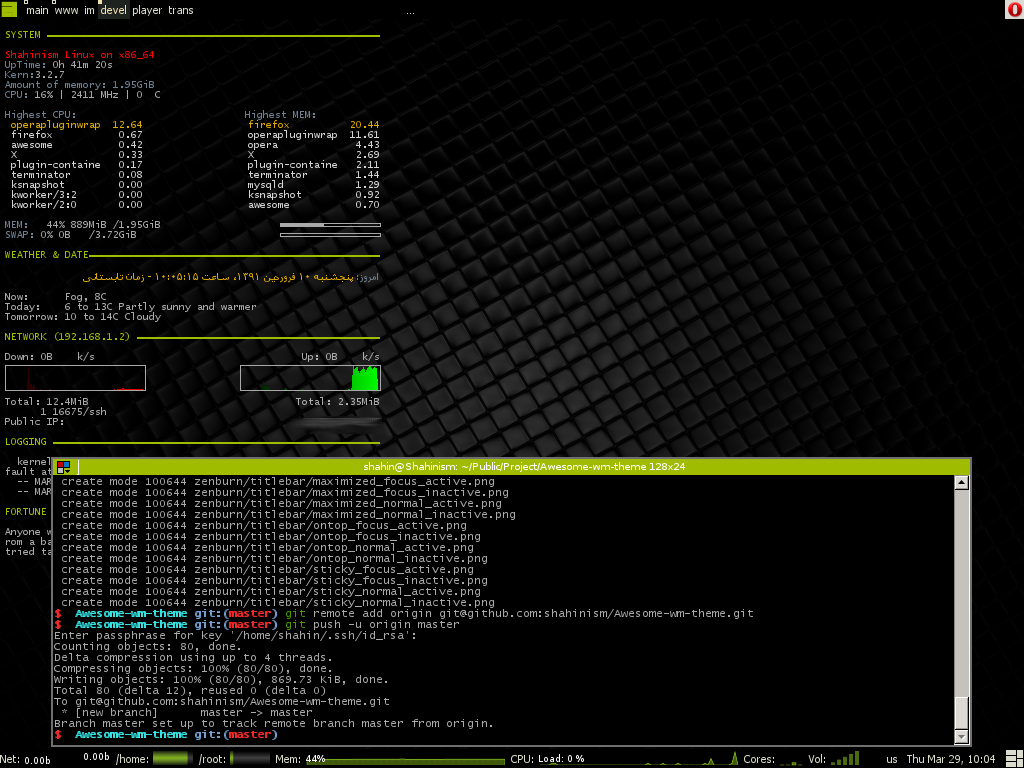 main www im devel player trans ...
SYSTEM
Shahinism Linux on x86_64
UpTime: 0h 41m 20s
Kern:3.2.7
Amount of memory: 1.95GiB
CPU: 16% | 2411 MHz | 0 C
Highest CPU: Highest MEM:
operapluginwrap 12.64 firefox 20.44
firefox 0.67 operapluginwrap 11.61
awesome 0.42 opera 4.43
X 0.33 X 2.69
plugin-containe 0.17 plugin-containe 2.11
terminator 0.08 terminator 1.44
ksnapshot 0.00 mysqld 1.29
kworker/3:2 0.00 ksnapshot 0.92
kworker/2:0 0.00 awesome 0.70
MEM: 44% 889MiB /1.95GiB
SWAP: 0% 0B /3.72GiB
WEATHER & DATE
امروز: پنجشنبه ۱۰ فروردین ۱۳۹۱، ساعت ۱۰:۰۵:۱۵ - زمان تابستانی
Now: Fog, 8C
Today: 6 to 13C Partly sunny and warmer
Tomorrow: 10 to 14C Cloudy
NETWORK (192.168.1.2)
Down: 0B k/s Up: 0B k/s
Total: 12.4MiB Total: 2.35MiB
1 16675/ssh
Public IP:
LOGGING
kernel
fault at
-- MAR
-- MAR
FORTUNE
Anyone w
rom a ba
tried ta
shahin@Shahinism: ~/Public/Project/Awesome-wm-theme 128x24
create mode 100644 zenburn/titlebar/maximized_focus_active.png
create mode 100644 zenburn/titlebar/maximized_focus_inactive.png
create mode 100644 zenburn/titlebar/maximized_normal_active.png
create mode 100644 zenburn/titlebar/maximized_normal_inactive.png
create mode 100644 zenburn/titlebar/ontop_focus_active.png
create mode 100644 zenburn/titlebar/ontop_focus_inactive.png
create mode 100644 zenburn/titlebar/ontop_normal_active.png
create mode 100644 zenburn/titlebar/ontop_normal_inactive.png
create mode 100644 zenburn/titlebar/sticky_focus_active.png
create mode 100644 zenburn/titlebar/sticky_focus_inactive.png
create mode 100644 zenburn/titlebar/sticky_normal_active.png
create mode 100644 zenburn/titlebar/sticky_normal_inactive.png
$ Awesome-wm-theme git:(master) git remote add origin git@github.com:shahinism/Awesome-wm-theme.git
$ Awesome-wm-theme git:(master) git push -u origin master
Enter passphrase for key '/home/shahin/.ssh/id_rsa':
Counting objects: 80, done.
Delta compression using up to 4 threads.
Compressing objects: 100% (80/80), done.
Writing objects: 100% (80/80), 869.73 KiB, done.
Total 80 (delta 12), reused 0 (delta 0)
To git@github.com:shahinism/Awesome-wm-theme.git
* [new branch] master -> master
Branch master set up to track remote branch master from origin.
$ Awesome-wm-theme git:(master)
Net: 0.00b 0.00b /home: /root: Mem: 44% CPU: Load: 0 % Cores: Vol: us Thu Mar 29, 10:04